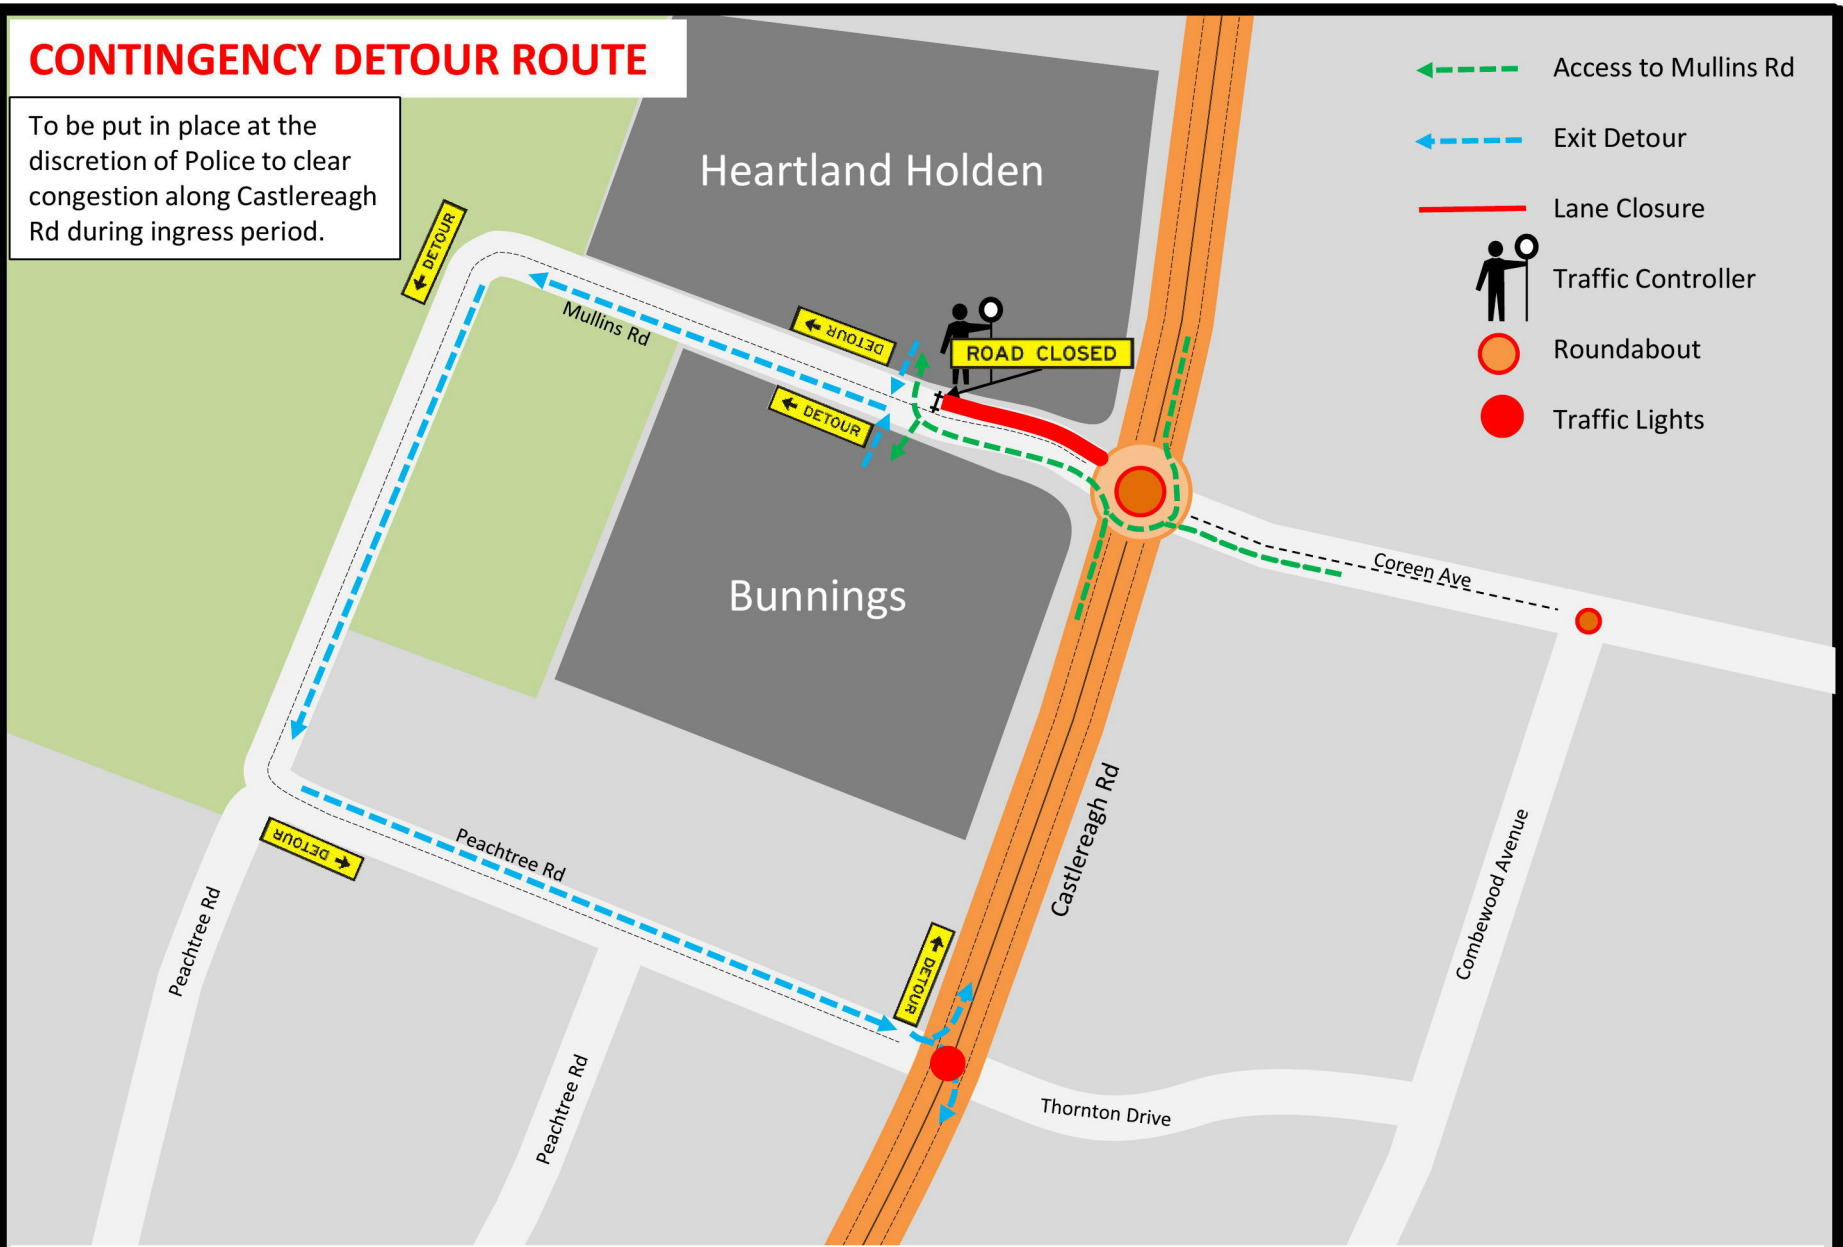 CONTINGENCY DETOUR ROUTE
To be put in place at the
discretion of Police to clear
congestion along Castlereagh
Rd during ingress period.
Access to Mullins Rd
Exit Detour
Lane Closure
Traffic Controller
Roundabout
Traffic Lights
Heartland Holden
DETOUR
Mullins Rd
DETOUR
ROAD CLOSED
DETOUR
Coreen Ave
Bunnings
Castlereagh Rd
Combewood Avenue
DETOUR
Peachtree Rd
Peachtree Rd
DETOUR
Peachtree Rd
Thornton Drive